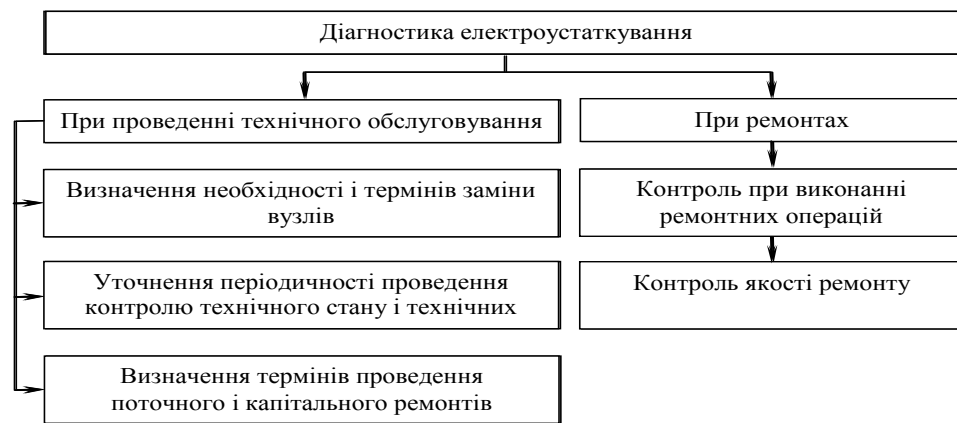 Діагностика електроустаткування
При проведенні технічного обслуговування
Визначення необхідності і термінів заміни
вузлів
Уточнення періодичності проведення
контролю технічного стану і технічних
Визначення термінів проведення
поточного і капітального ремонтів
При ремонтах
Контроль при виконанні
ремонтних операцій
Контроль якості ремонту